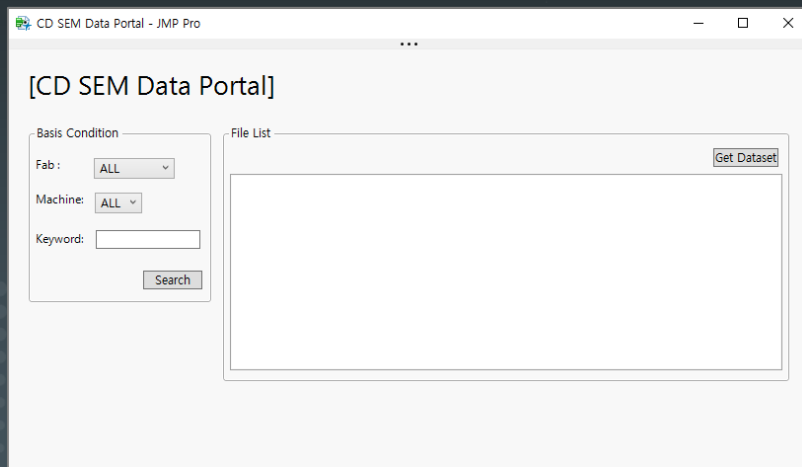 CD SEM Data Portal - JMP Pro
[CD SEM Data Portal]
Basis Condition
Fab :
ALL
Machine:
ALL
Keyword:
Search
File List
Get Dataset